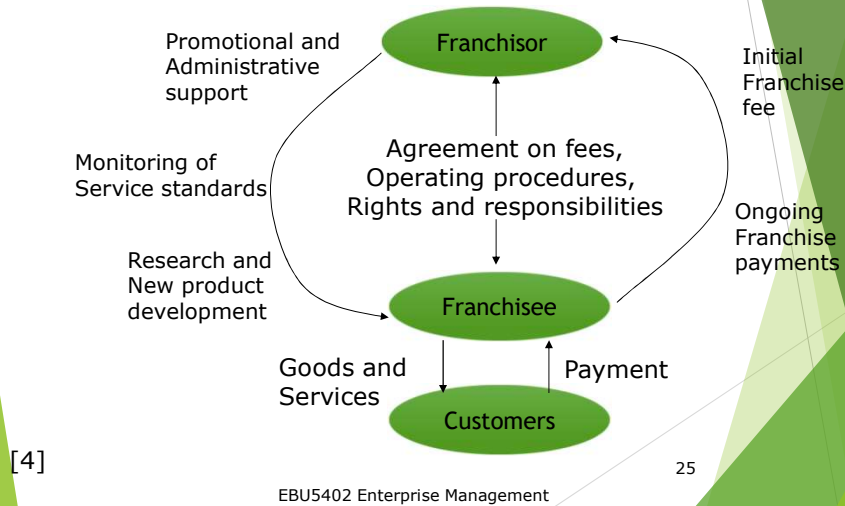 Promotional and
Administrative
support
Franchisor
Initial
Franchise
fee
Monitoring of
Service standards
Agreement on fees,
Operating procedures,
Rights and responsibilities
Ongoing
Franchise
payments
Research and
New product
development
Franchisee
Goods and
Services
Payment
Customers
[4]
25
EBU5402 Enterprise Management